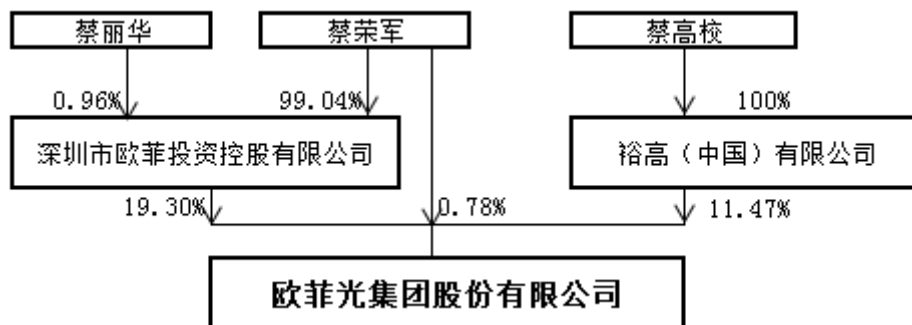 蔡丽华 蔡荣军 蔡高校
0.96% 99.04% 100%
深圳市欧菲投资控股有限公司 裕高（中国）有限公司
19.30% 0.78% 11.47%
欧菲光集团股份有限公司